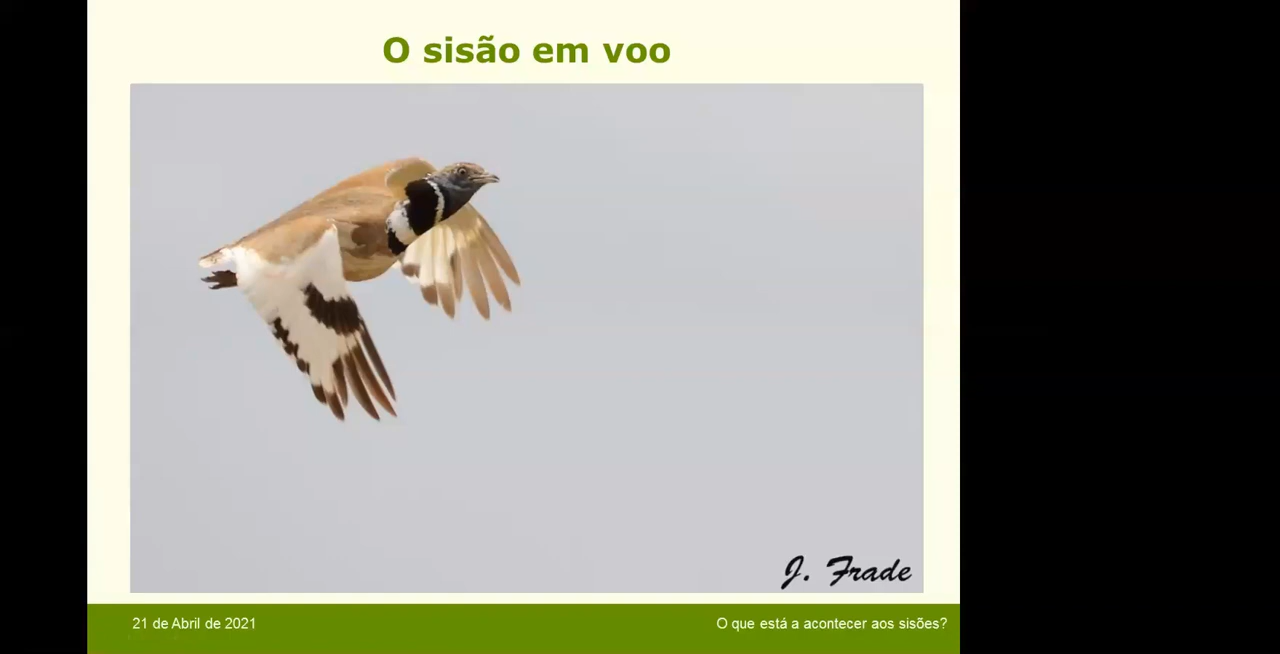 O sisão em voo
J. Frade
21 de Abril de 2021
O que está a acontecer aos sisões?